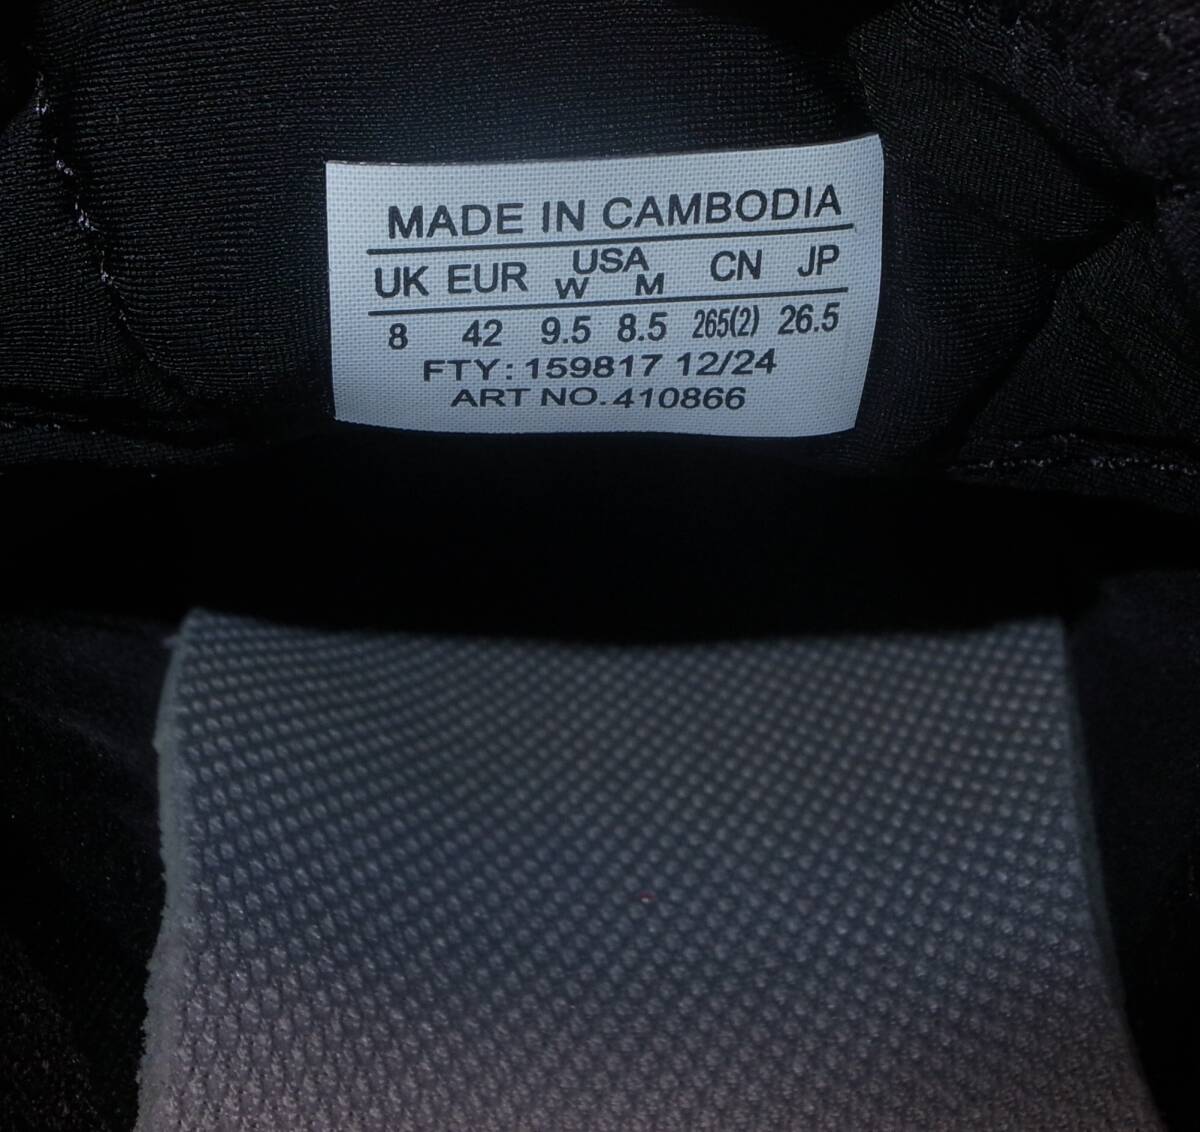 MADE IN CAMBODIA
UK EUR USA CN JP
W M
8 42 9.5 8.5 265(2) 26.5
FTY: 159817 12/24
ART NO. 410866